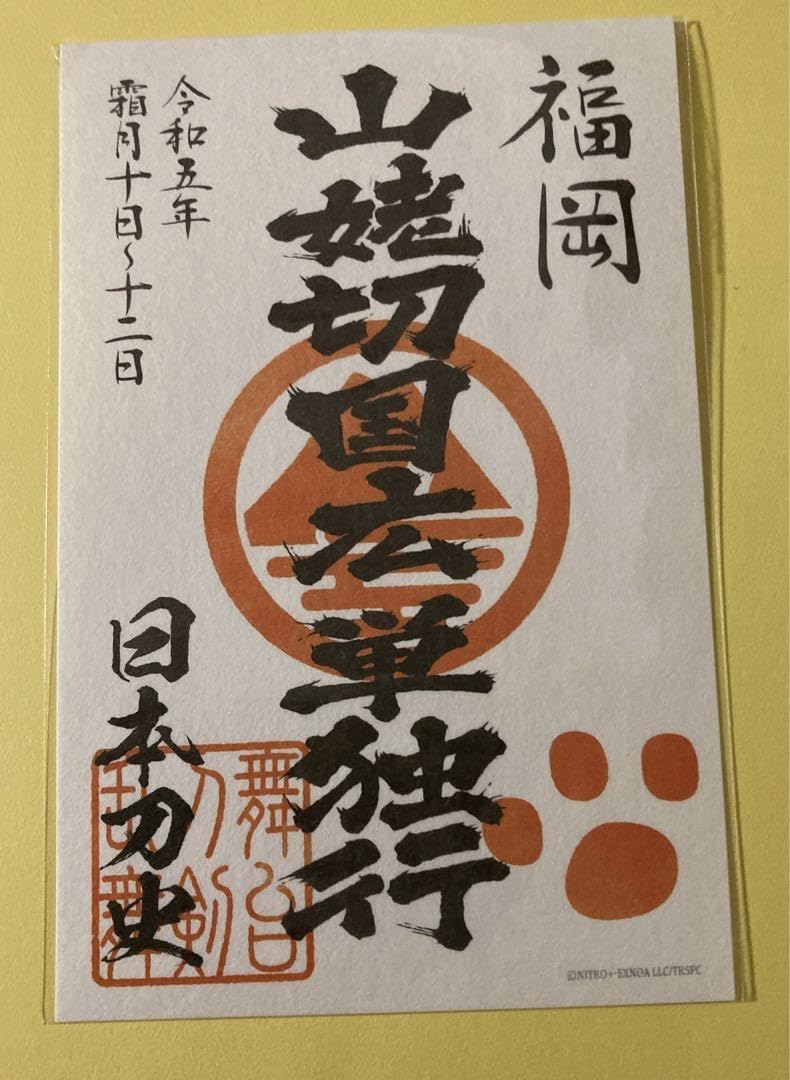 福岡
山姥切国広単独行
令和五年
霜月十日〜十二日
日本刀史
舞台
刀剣
乱舞
©NITRO+·EXNOA LLC/TRSPC